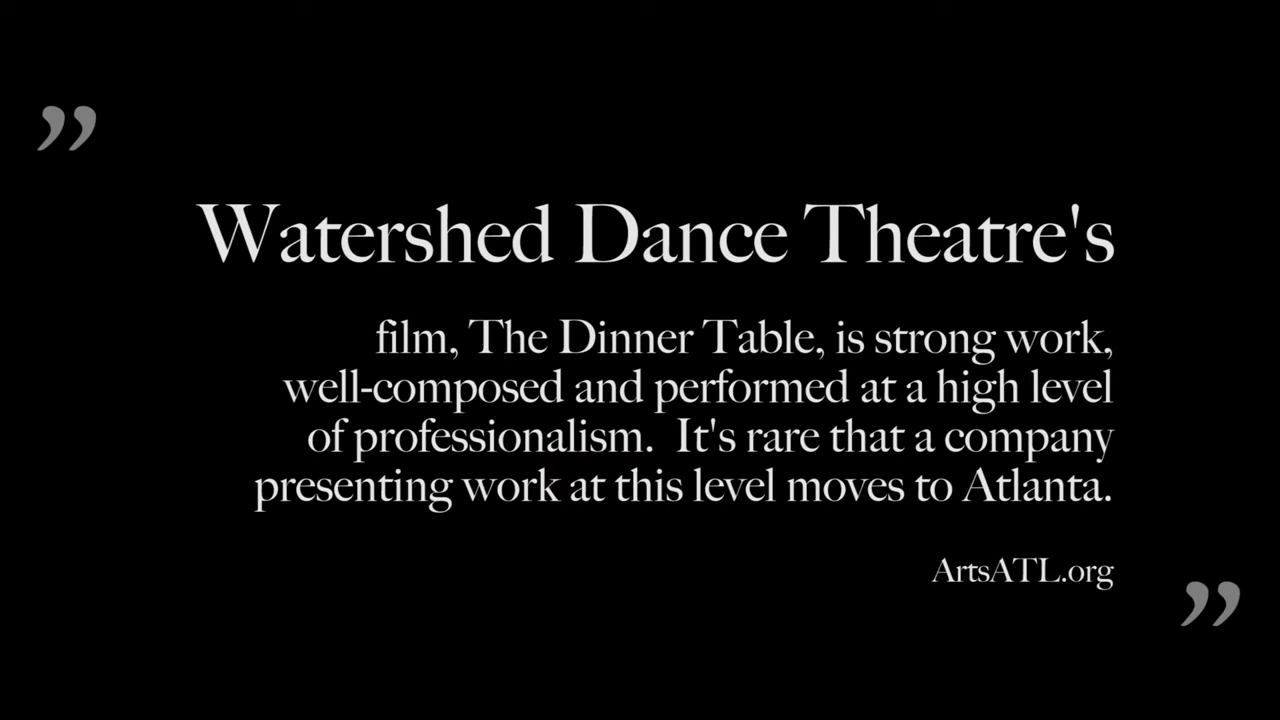 ”
Watershed Dance Theatre's
film, The Dinner Table, is strong work,
well-composed and performed at a high level
of professionalism.  It's rare that a company
presenting work at this level moves to Atlanta.
ArtsATL.org
”